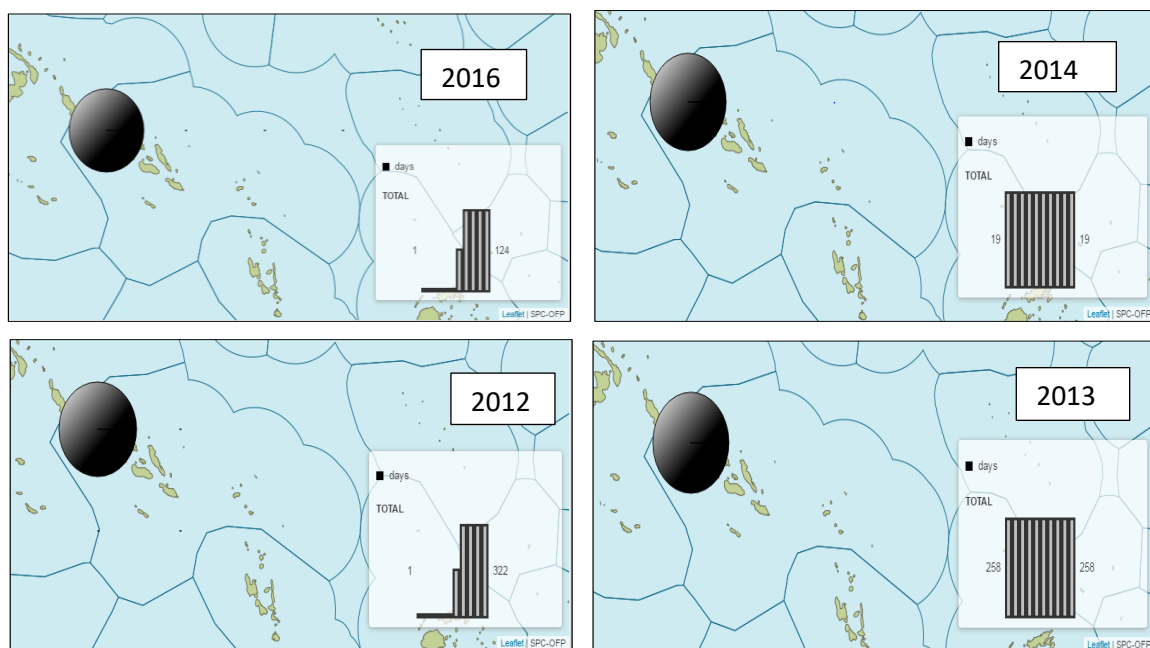 2016
days
TOTAL
1
124
Leaflet | SPC-OFP
2014
days
TOTAL
19
19
Leaflet | SPC-OFP
2012
days
TOTAL
1
322
Leaflet | SPC-OFP
2013
days
TOTAL
258
258
Leaflet | SPC-OFP